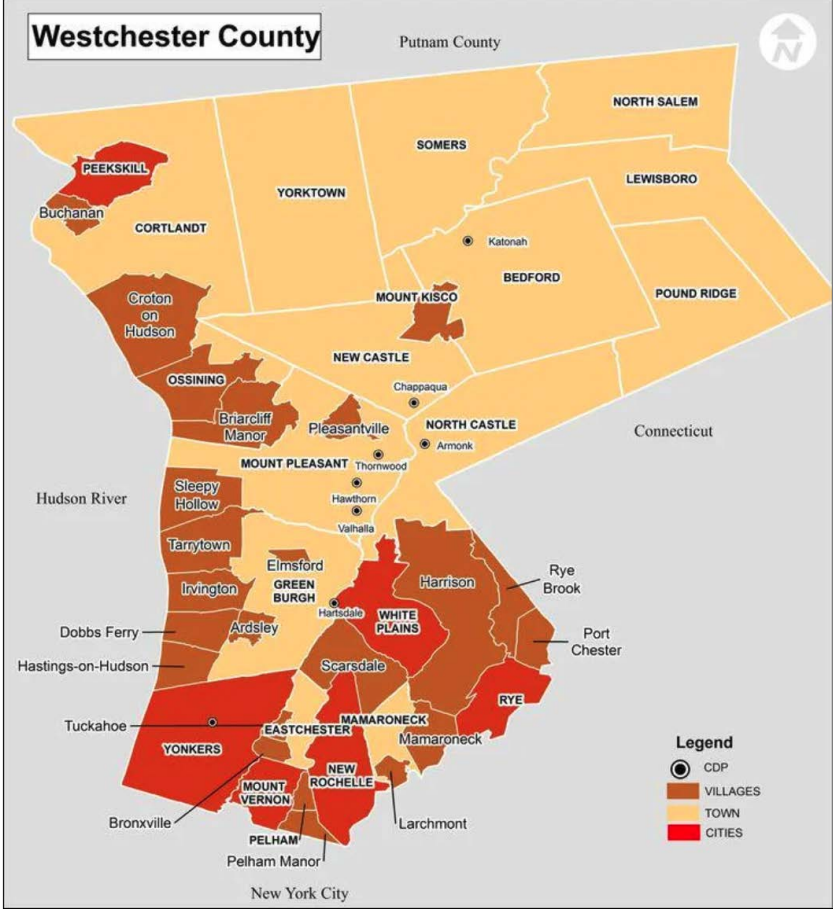 Westchester County
Putnam County
N
NORTH SALEM
SOMERS
PEEKSKILL
LEWISBORO
YORKTOWN
Buchanan
CORTLANDT
Katonah
BEDFORD
MOUNT KISCO
POUND RIDGE
Croton
on
Hudson
NEW CASTLE
OSSINING
Chappaqua
Briarcliff
Manor
Pleasantville
NORTH CASTLE
Connecticut
Armonk
MOUNT PLEASANT
Thornwood
Sleepy
Hollow
Hudson River
Hawthorn
Valhalla
Tarrytown
Elmsford
Rye
Brook
Irvington
GREEN
BURGH
Harrison
Hartsdale
WHITE
PLAINS
Dobbs Ferry
Ardsley
Port
Chester
Hastings-on-Hudson
Scarsdale
RYE
Tuckahoe
EASTCHESTER
MAMARONECK
Mamaroneck
YONKERS
NEW
ROCHELLE
MOUNT
VERNON
Bronxville
Larchmont
PELHAM
Pelham Manor
New York City
Legend
CDP
VILLAGES
TOWN
CITIES